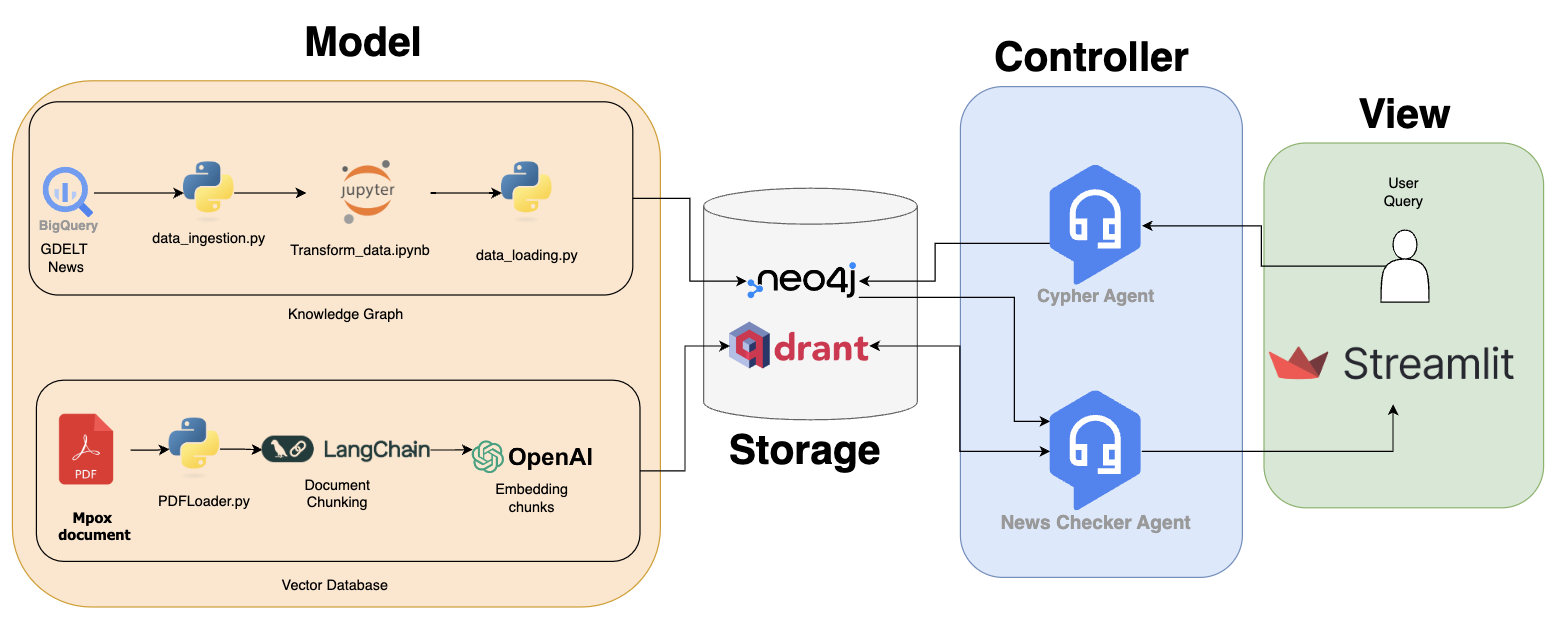 Model
Controller
View
BigQuery
GDELT
News
data_ingestion.py
jupyter
Transform_data.ipynb
data_loading.py
Knowledge Graph
PDF
Mpox
document
PDFLoader.py
LangChain
Document
Chunking
OpenAI
Embedding
chunks
Vector Database
neo4j
qdrant
Storage
Cypher Agent
News Checker Agent
User
Query
Streamlit